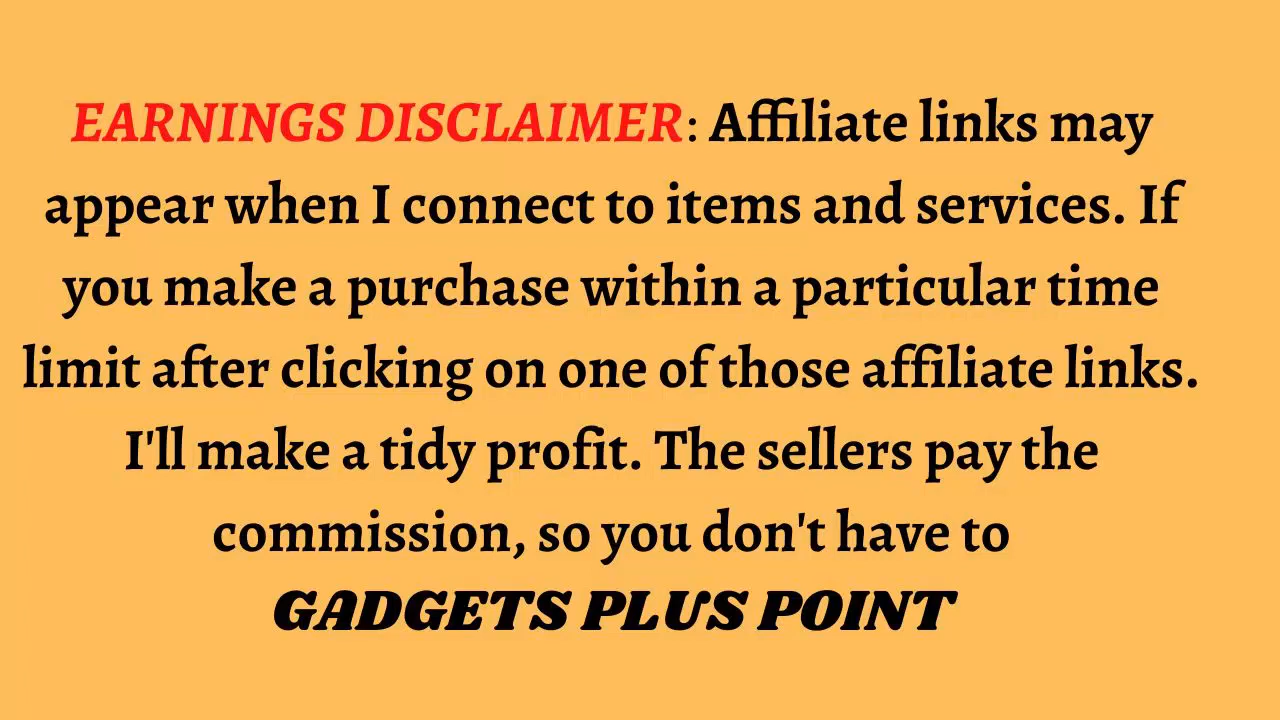 EARNINGS DISCLAIMER: Affiliate links may
appear when I connect to items and services. If
you make a purchase within a particular time
limit after clicking on one of those affiliate links.
I'll make a tidy profit. The sellers pay the
commission, so you don't have to
GADGETS PLUS POINT